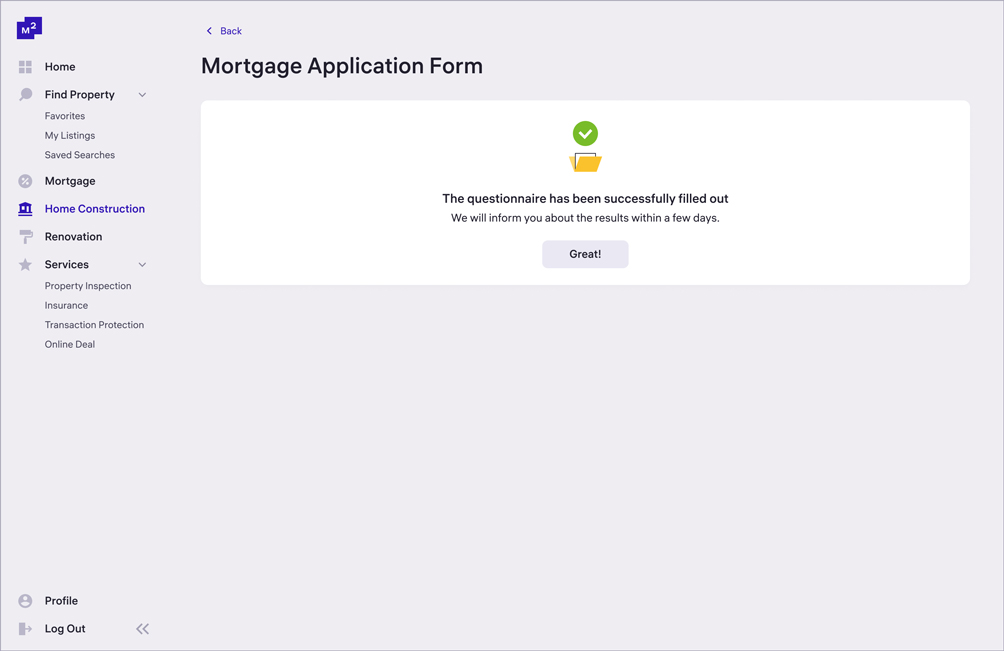 M2
Home
Find Property
Favorites
My Listings
Saved Searches
Mortgage
Home Construction
Renovation
Services
Property Inspection
Insurance
Transaction Protection
Online Deal
Profile
Log Out
Back
Mortgage Application Form
The questionnaire has been successfully filled out
We will inform you about the results within a few days.
Great!